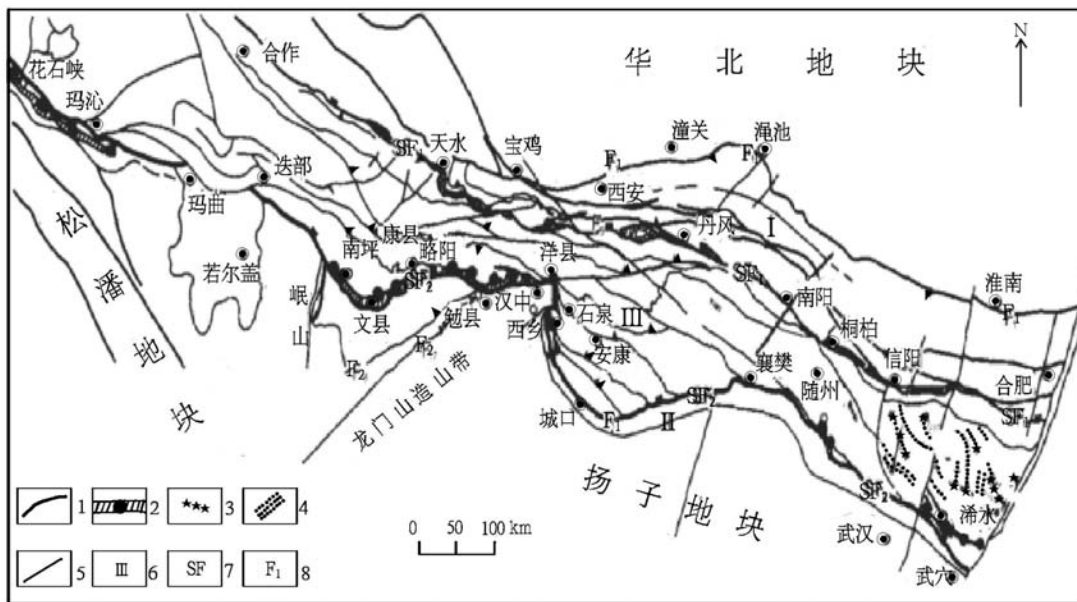 华北地块
N
花石峡
合作
玛沁
SF₁
天水
宝鸡
F₁
潼关
渑池
西安
迭部
玛曲
松潘地块
若尔盖
南坪
康县
略阳
洋县
丹凤
I
SF₁
岷山
文县
SF₂
勉县
汉中
西乡
石泉
III
安康
南阳
桐柏
信阳
淮南
F₁
合肥
SF₁
F₂
F₂
龙门山造山带
城口
F₁
SF₂
II
襄樊
随州
扬子地块
SF₂
武汉
浠水
武穴
1
2
3
4
0 50 100 km
5
III 6
SF 7
F₁ 8